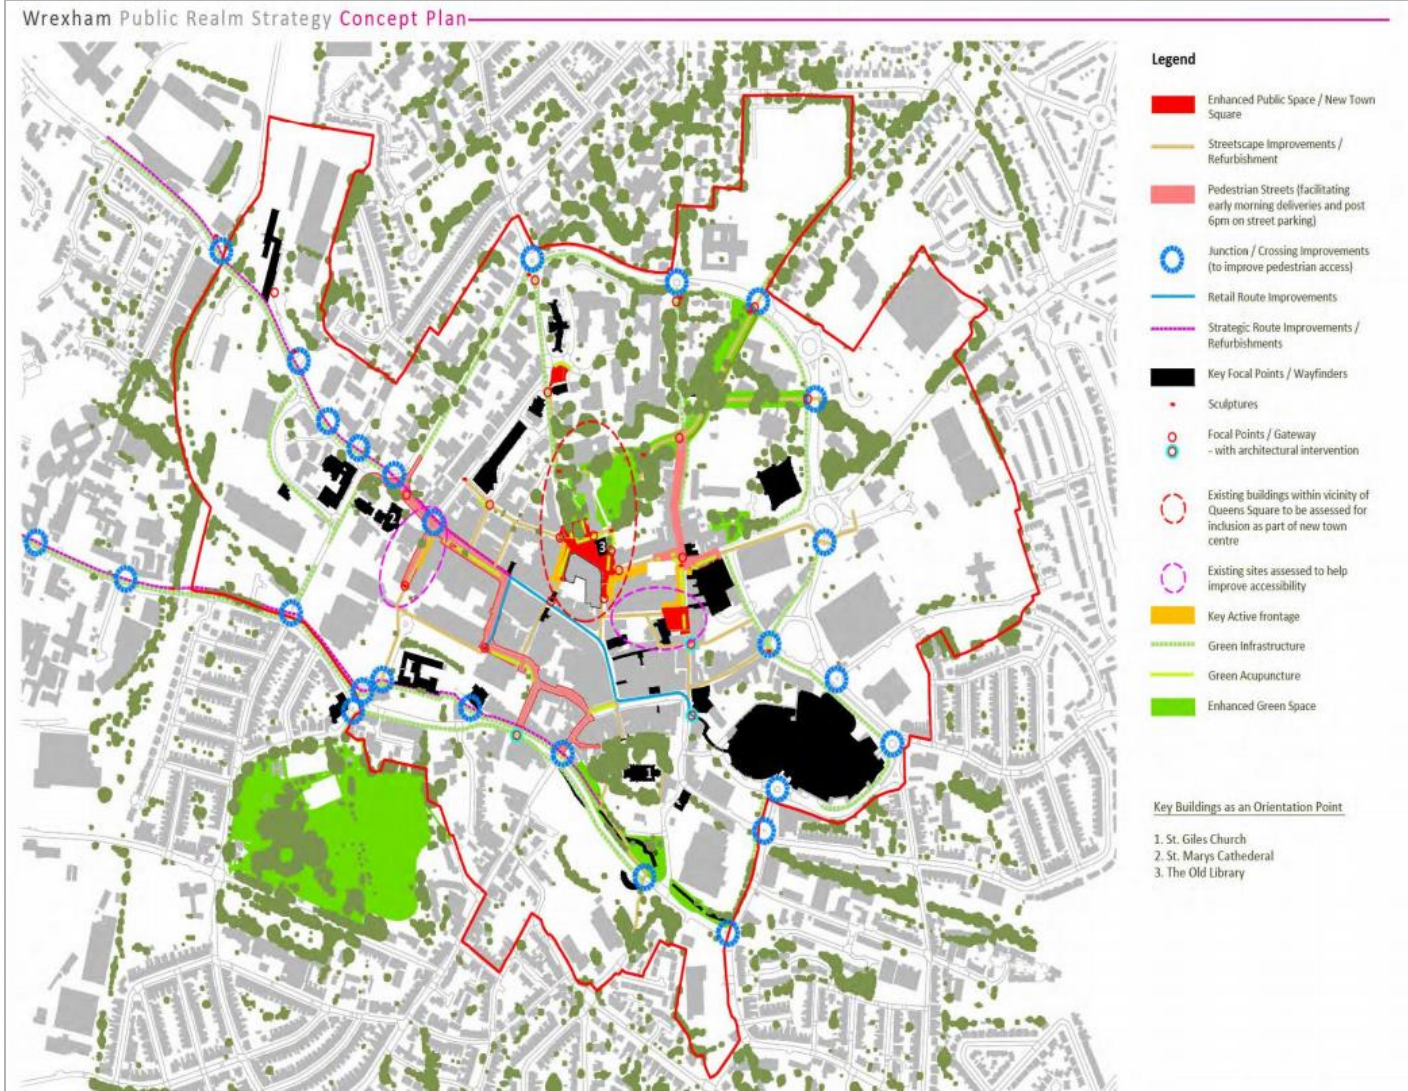 Wrexham Public Realm Strategy Concept Plan
Legend
Enhanced Public Space / New Town
Square
Streetscape Improvements /
Refurbishment
Pedestrian Streets (facilitating
early morning deliveries and post
6pm on street parking)
Junction / Crossing Improvements
(to improve pedestrian access)
Retail Route Improvements
Strategic Route Improvements /
Refurbishments
Key Focal Points / Wayfinders
Sculptures
Focal Points / Gateway
- with architectural intervention
Existing buildings within vicinity of
Queens Square to be assessed for
inclusion as part of new town
centre
Existing sites assessed to help
improve accessibility
Key Active frontage
Green Infrastructure
Green Acupuncture
Enhanced Green Space
Key Buildings as an Orientation Point
1. St. Giles Church
2. St. Marys Cathederal
3. The Old Library
2
3
1